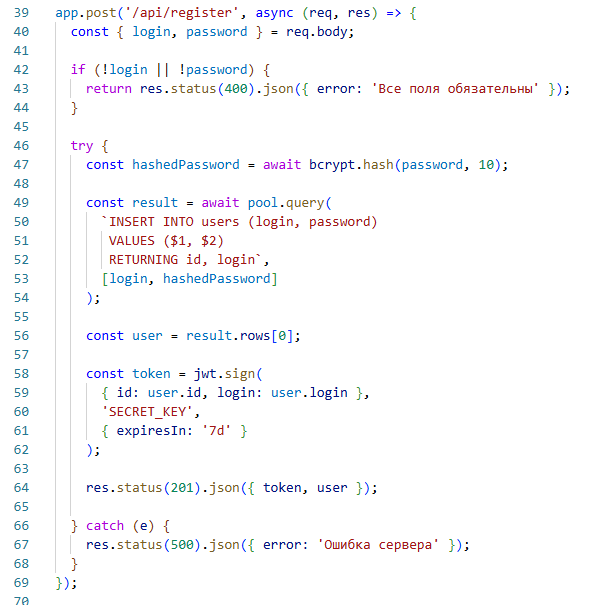 39 app.post('/api/register', async (req, res) => {
40   const { login, password } = req.body;
41
42   if (!login || !password) {
43     return res.status(400).json({ error: 'Все поля обязательны' });
44   }
45
46   try {
47     const hashedPassword = await bcrypt.hash(password, 10);
48
49     const result = await pool.query(
50       `INSERT INTO users (login, password)
51        VALUES ($1, $2)
52        RETURNING id, login`,
53       [login, hashedPassword]
54     );
55
56     const user = result.rows[0];
57
58     const token = jwt.sign(
59       { id: user.id, login: user.login },
60       'SECRET_KEY',
61       { expiresIn: '7d' }
62     );
63
64     res.status(201).json({ token, user });
65
66   } catch (e) {
67     res.status(500).json({ error: 'Ошибка сервера' });
68   }
69 });
70